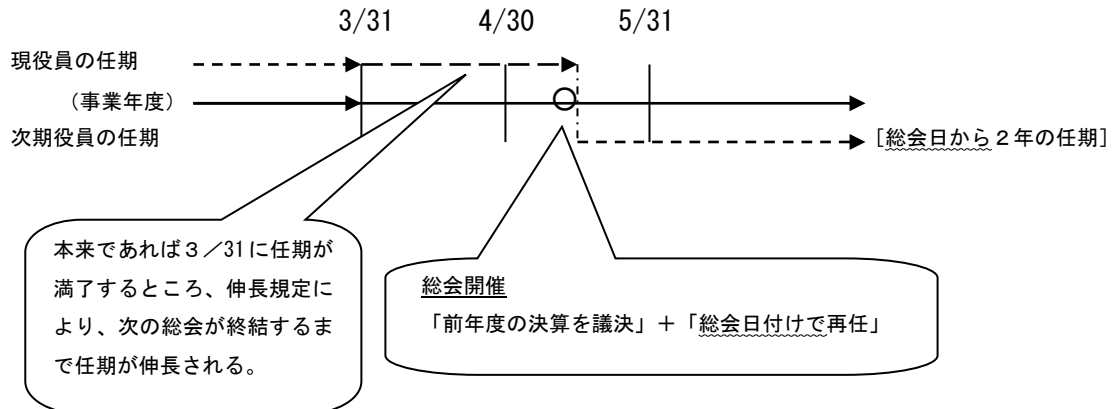 3/31 4/30 5/31
現役員の任期
（事業年度）
次期役員の任期
［総会日から２年の任期］
本来であれば３／31に任期が
満了するところ、伸長規定に
より、次の総会が終結するま
で任期が伸長される。
総会開催
「前年度の決算を議決」＋「総会日付けで再任」